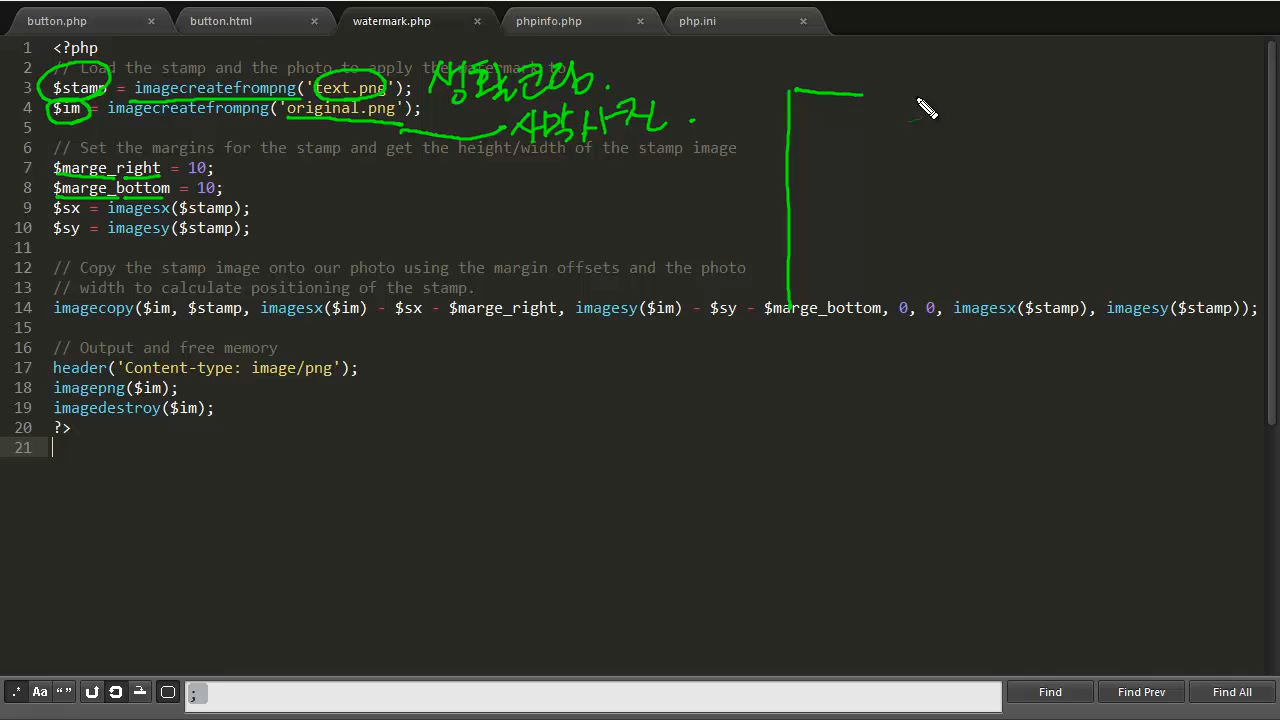 button.php
button.html
watermark.php
phpinfo.php
php.ini
1 <?php
2 // Load the stamp and the photo to apply the watermark to
3 $stamp = imagecreatefrompng('text.png'); 생활코딩.
4 $im = imagecreatefrompng('original.png'); 사막사진.
5
6 // Set the margins for the stamp and get the height/width of the stamp image
7 $marge_right = 10;
8 $marge_bottom = 10;
9 $sx = imagesx($stamp);
10 $sy = imagesy($stamp);
11
12 // Copy the stamp image onto our photo using the margin offsets and the photo
13 // width to calculate positioning of the stamp.
14 imagecopy($im, $stamp, imagesx($im) - $sx - $marge_right, imagesy($im) - $sy - $marge_bottom, 0, 0, imagesx($stamp), imagesy($stamp));
15
16 // Output and free memory
17 header('Content-type: image/png');
18 imagepng($im);
19 imagedestroy($im);
20 ?>
21
.* Aa “” ; Find Find Prev Find All